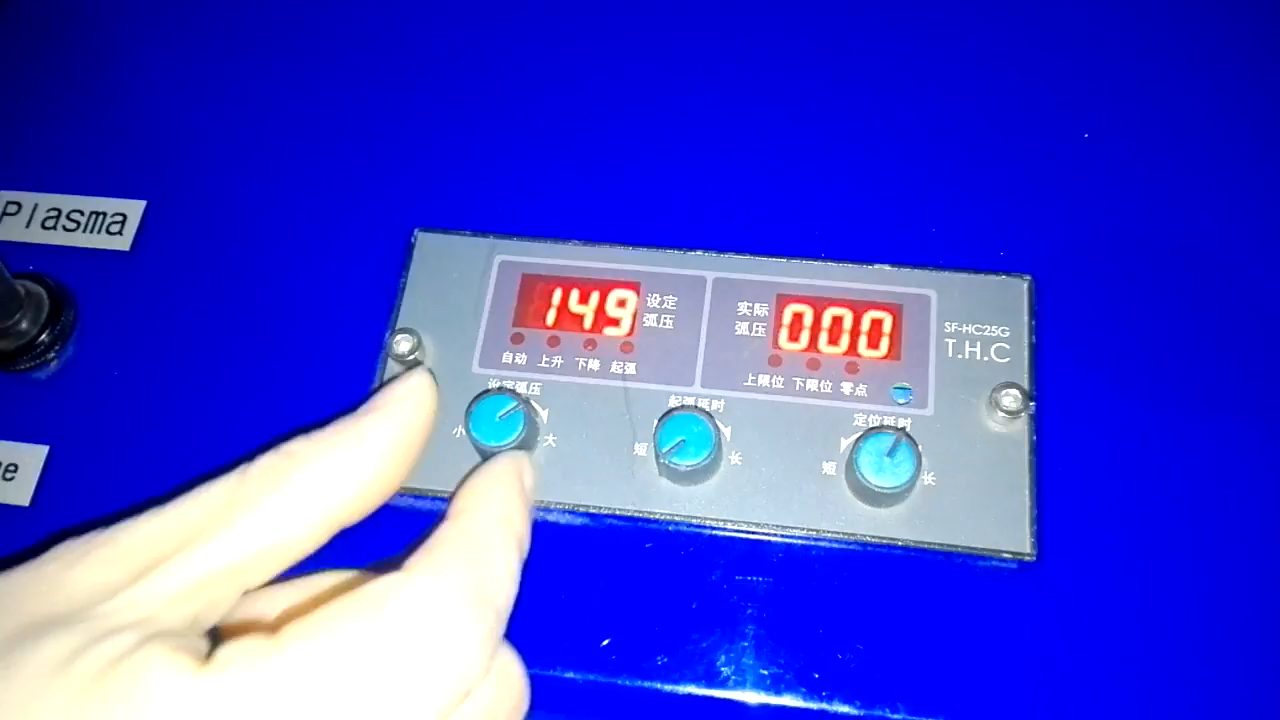 Plasma
149
设定
弧压
自动 上升 下降 起弧
实际
弧压
000
上限位 下限位 零点
SF-HC25G
T.H.C
设定弧压
小 大
起弧延时
短 长
定位延时
短 长